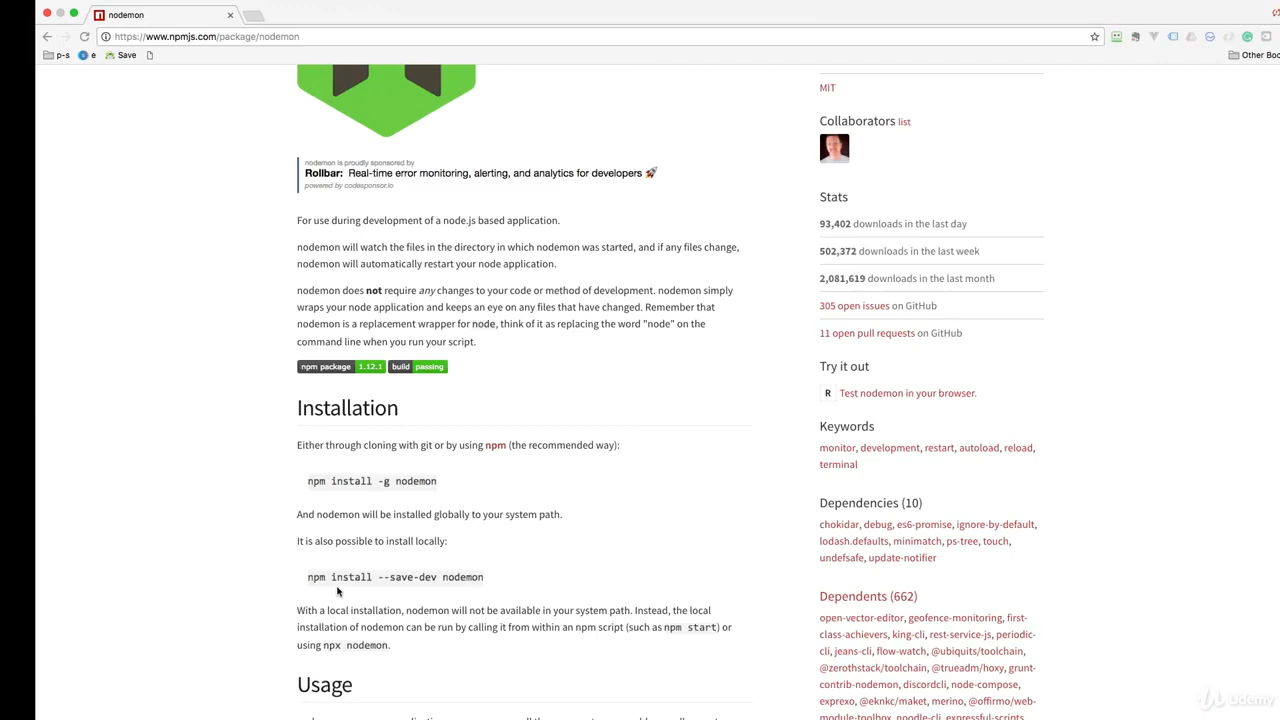 nodemon
https://www.npmjs.com/package/nodemon
p-s
e
Save
Other Boo
nodemon is proudly sponsored by
Rollbar: Real-time error monitoring, alerting, and analytics for developers 🚀
powered by codesponsor.io
For use during development of a node.js based application.
nodemon will watch the files in the directory in which nodemon was started, and if any files change,
nodemon will automatically restart your node application.
nodemon does not require any changes to your code or method of development. nodemon simply
wraps your node application and keeps an eye on any files that have changed. Remember that
nodemon is a replacement wrapper for node, think of it as replacing the word "node" on the
command line when you run your script.
npm package 1.12.1 build passing
Installation
Either through cloning with git or by using npm (the recommended way):
npm install -g nodemon
And nodemon will be installed globally to your system path.
It is also possible to install locally:
npm install --save-dev nodemon
With a local installation, nodemon will not be available in your system path. Instead, the local
installation of nodemon can be run by calling it from within an npm script (such as npm start) or
using npx nodemon.
Usage
MIT
Collaborators list
Stats
93,402 downloads in the last day
502,372 downloads in the last week
2,081,619 downloads in the last month
305 open issues on GitHub
11 open pull requests on GitHub
Try it out
R Test nodemon in your browser.
Keywords
monitor, development, restart, autoload, reload,
terminal
Dependencies (10)
chokidar, debug, es6-promise, ignore-by-default,
lodash.defaults, minimatch, ps-tree, touch,
undefsafe, update-notifier
Dependents (662)
open-vector-editor, geofence-monitoring, first-
class-achievers, king-cli, rest-service-js, periodic-
cli, jeans-cli, flow-watch, @ubiquits/toolchain,
@zerothstack/toolchain, @trueadm/hoxy, grunt-
contrib-nodemon, discordcli, node-compose,
exprexo, @eknkc/maket, merino, @offirmo/web-
module-toolbox, noodle-cli, expressful-scripts,
Udemy